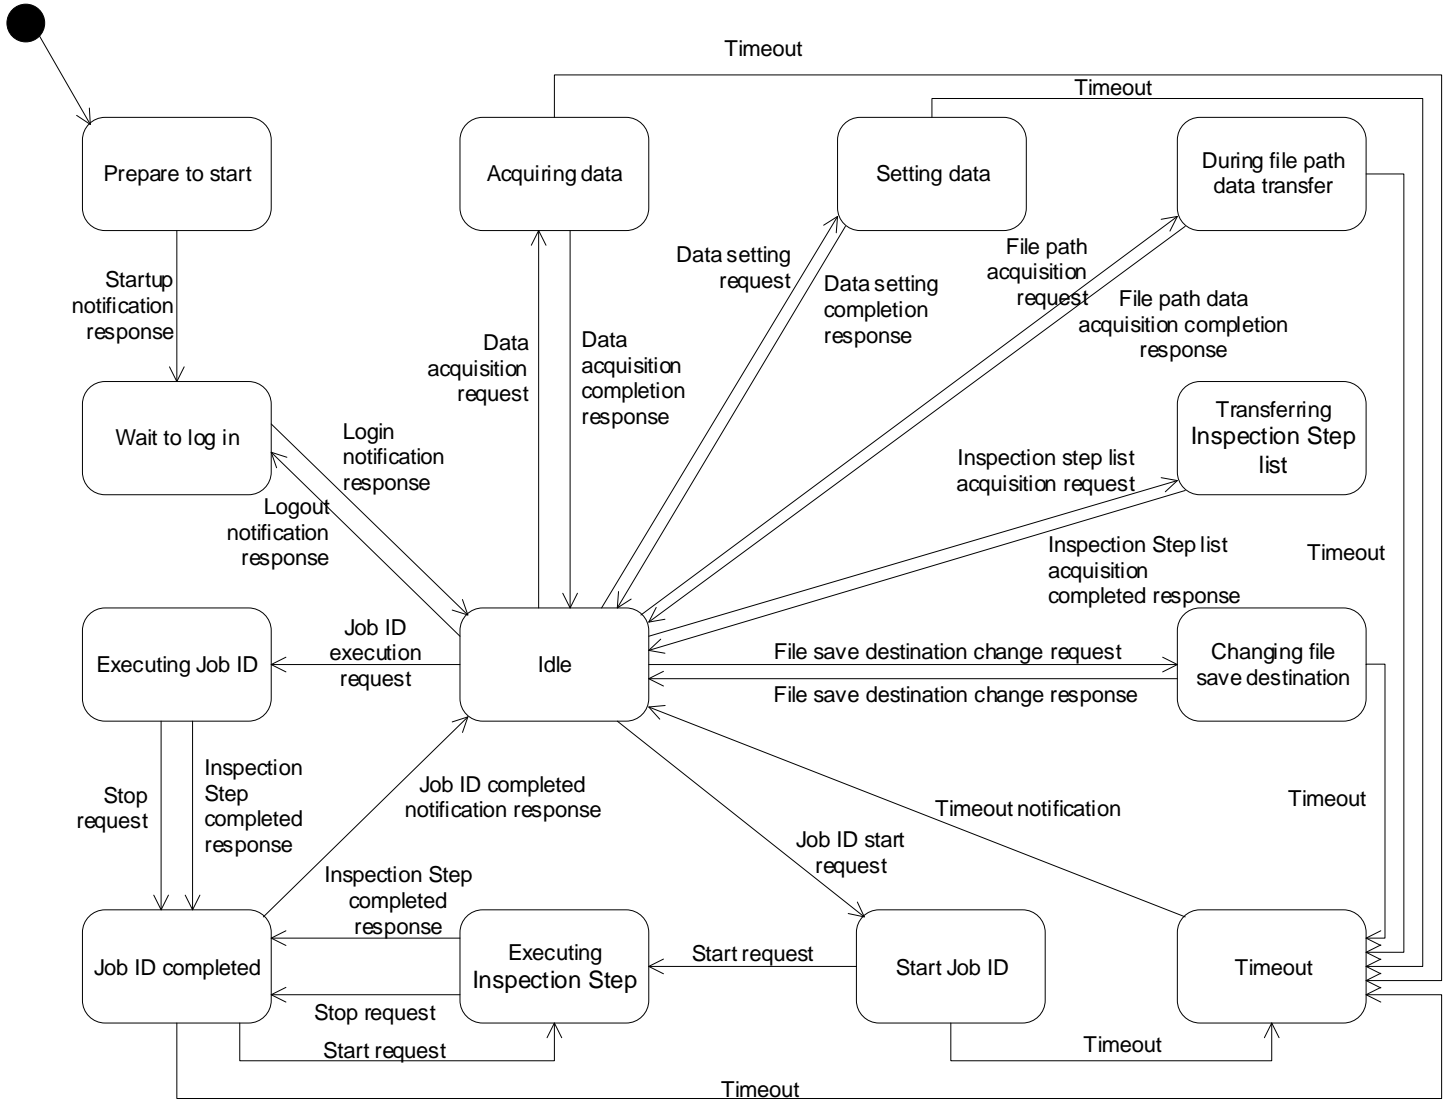 Timeout
Timeout
Prepare to start
Acquiring data
Setting data
During file path
data transfer
Startup
notification
response
Data setting
request
Data setting
completion
response
File path
acquisition
request
File path data
acquisition completion
response
Data
acquisition
request
Data
acquisition
completion
response
Wait to log in
Login
notification
response
Logout
notification
response
Transferring
Inspection Step
list
Inspection step list
acquisition request
Inspection Step list
acquisition
completed response
Timeout
Executing Job ID
Job ID
execution
request
Idle
File save destination change request
File save destination change response
Changing file
save destination
Stop
request
Inspection
Step
completed
response
Job ID completed
notification response
Timeout notification
Timeout
Job ID start
request
Inspection Step
completed
response
Job ID completed
Executing
Inspection Step
Start request
Start Job ID
Timeout
Stop request
Start request
Timeout
Timeout